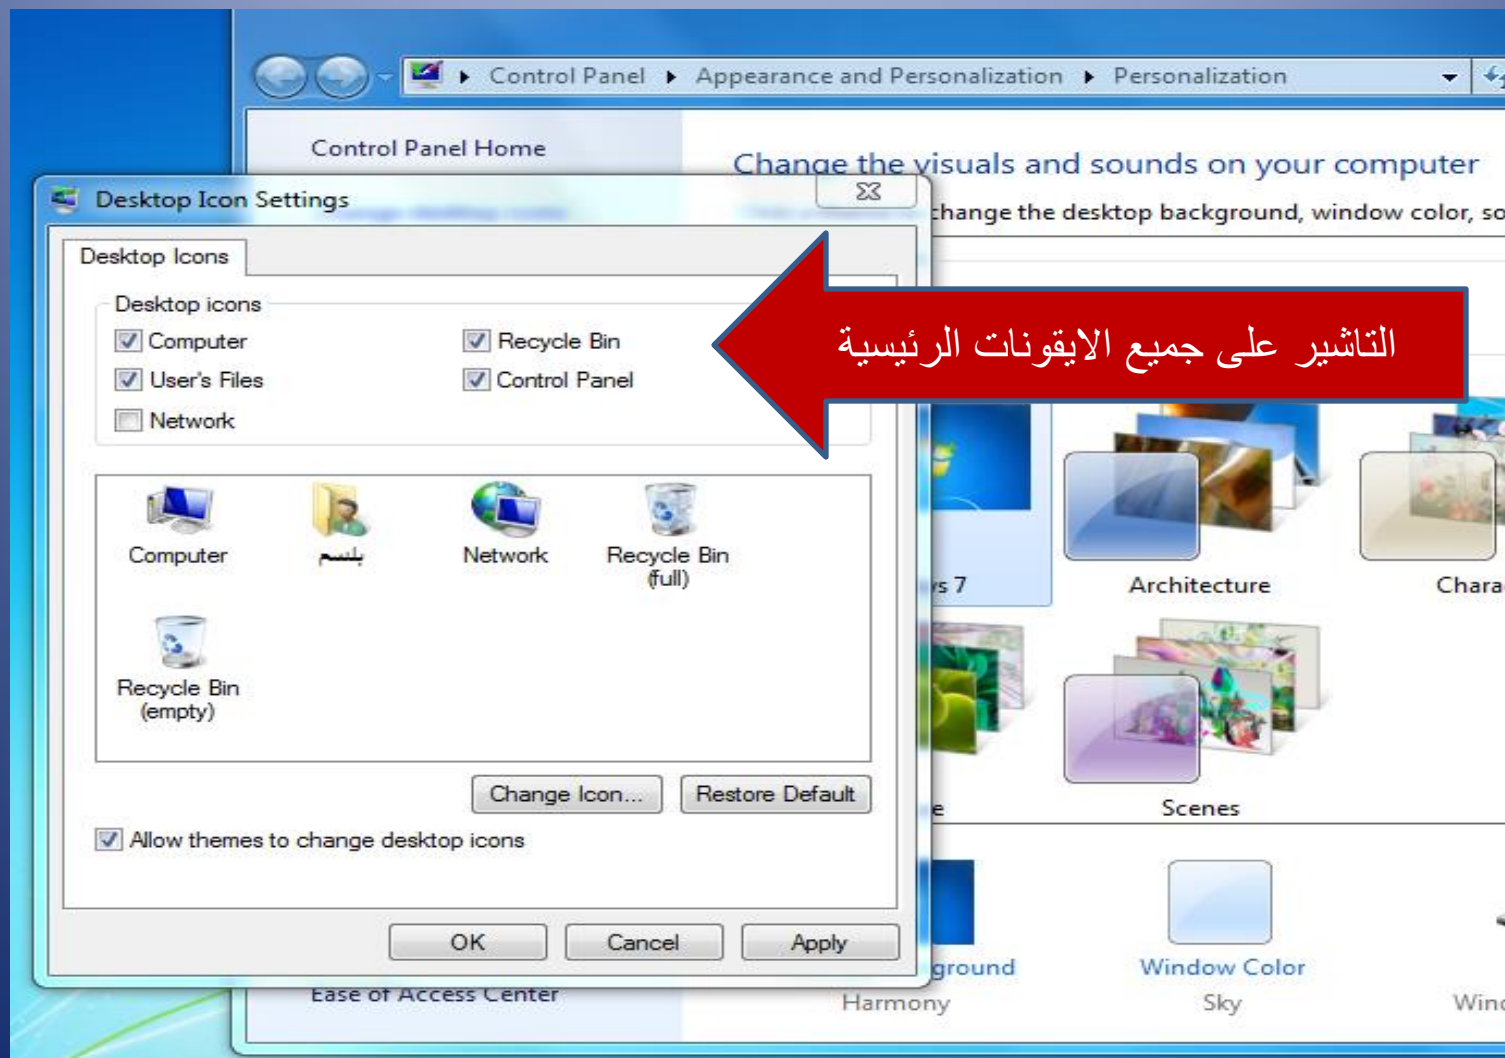 Control Panel ▸ Appearance and Personalization ▸ Personalization
Control Panel Home
Change the visuals and sounds on your computer
change the desktop background, window color, so
Desktop Icon Settings
Desktop Icons
Desktop icons
Computer
Recycle Bin
User's Files
Control Panel
Network
التاشير على جميع الايقونات الرئيسية
Computer
باسم
Network
Recycle Bin
(full)
Recycle Bin
(empty)
Change Icon...
Restore Default
Allow themes to change desktop icons
OK
Cancel
Apply
7
Architecture
Chara
Scenes
Ease of Access Center
ground
Harmony
Window Color
Sky
Wind